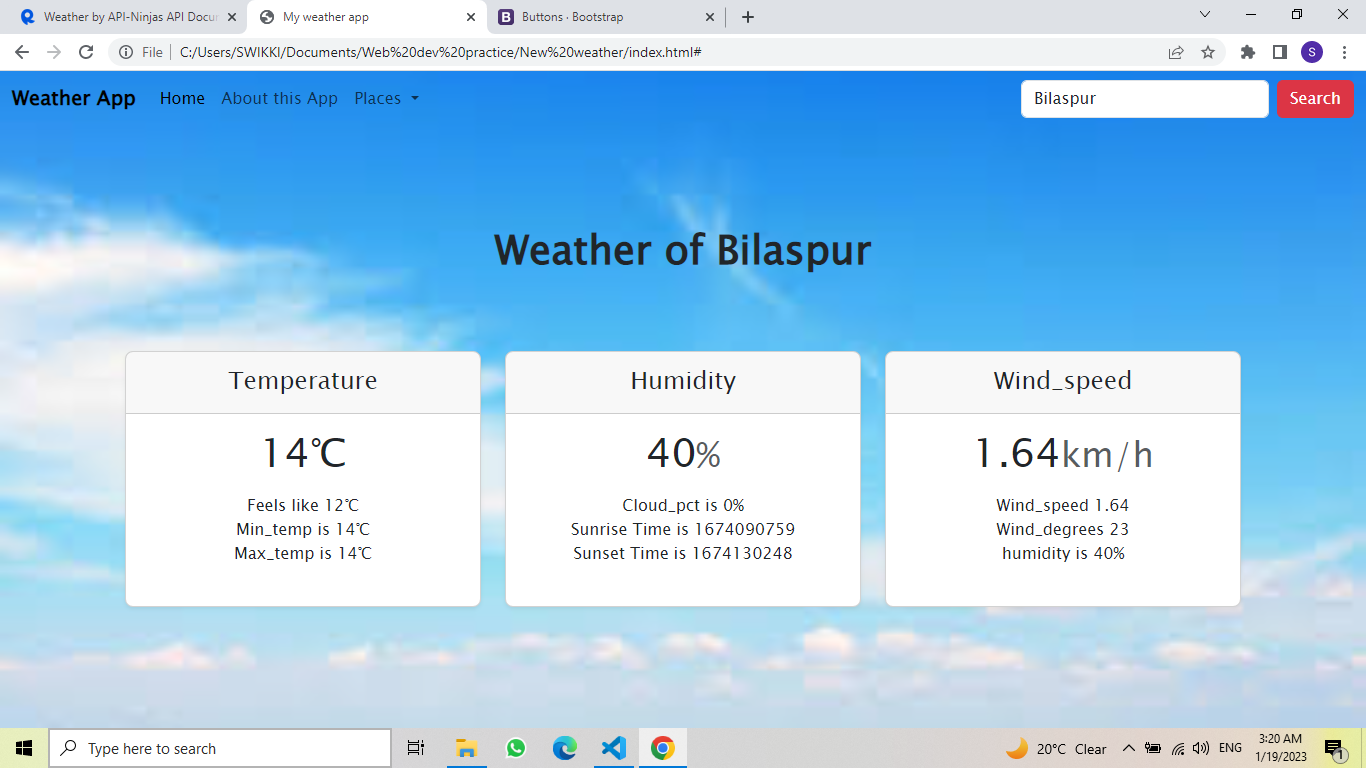 Weather by API-Ninjas API Docu
My weather app
Buttons · Bootstrap
File
C:/Users/SWIKKI/Documents/Web%20dev%20practice/New%20weather/index.html#
S
Weather App
Home
About this App
Places
Bilaspur
Search
Weather of Bilaspur
Temperature
14℃
Feels like 12℃
Min_temp is 14℃
Max_temp is 14℃
Humidity
40%
Cloud_pct is 0%
Sunrise Time is 1674090759
Sunset Time is 1674130248
Wind_speed
1.64km/h
Wind_speed 1.64
Wind_degrees 23
humidity is 40%
Type here to search
20°C Clear
ENG
3:20 AM
1/19/2023
1